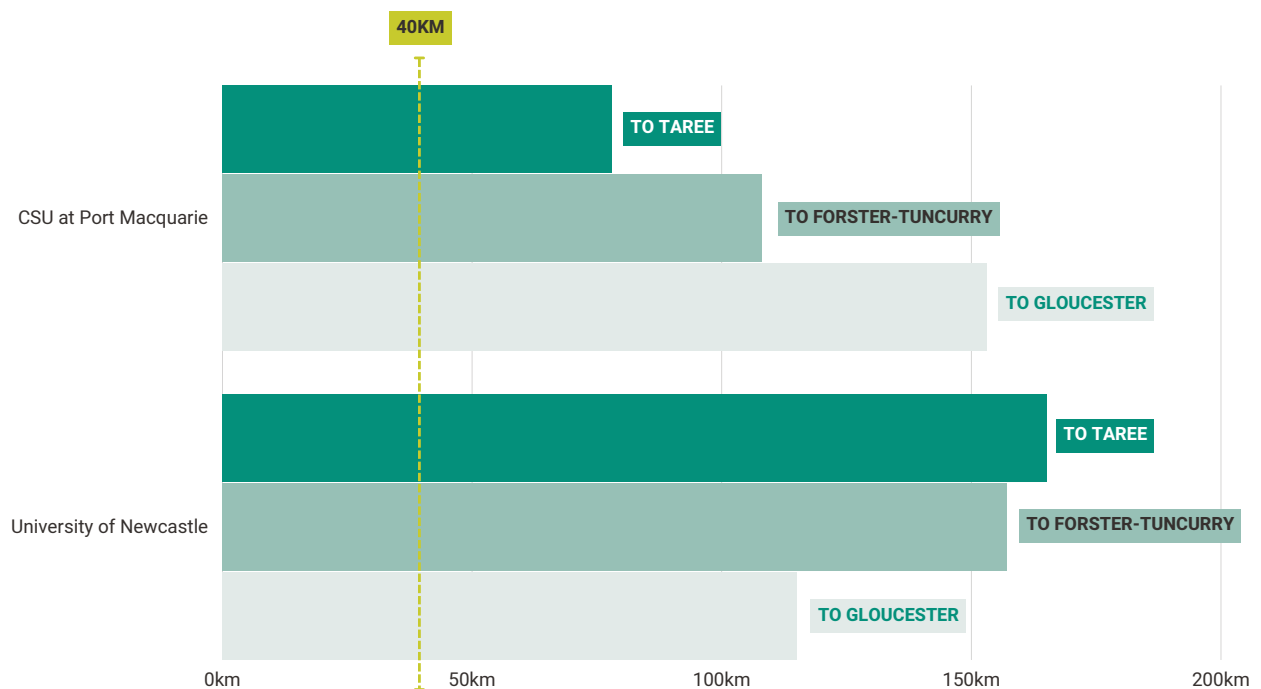 40KM
TO TAREE
CSU at Port Macquarie
TO FORSTER-TUNCURRY
TO GLOUCESTER
TO TAREE
University of Newcastle
TO FORSTER-TUNCURRY
TO GLOUCESTER
0km 50km 100km 150km 200km